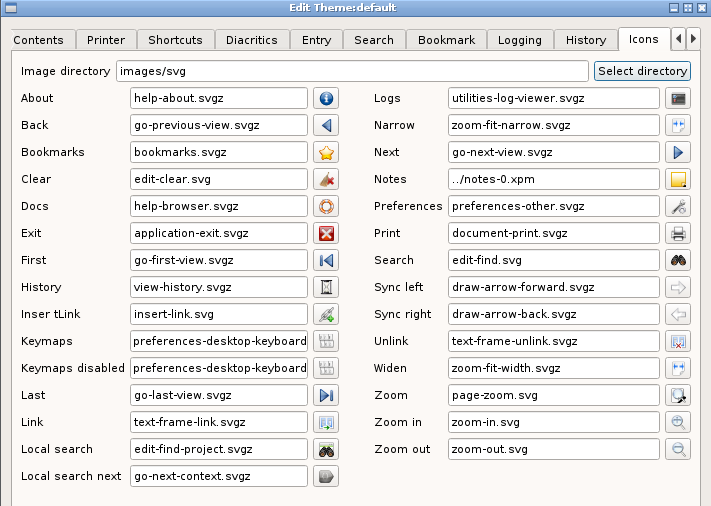 Edit Theme:default
Contents Printer Shortcuts Diacritics Entry Search Bookmark Logging History Icons
Image directory images/svg Select directory
About help-about.svgz Logs utilities-log-viewer.svgz
Back go-previous-view.svgz Narrow zoom-fit-narrow.svgz
Bookmarks bookmarks.svgz Next go-next-view.svgz
Clear edit-clear.svg Notes ../notes-0.xpm
Docs help-browser.svgz Preferences preferences-other.svgz
Exit application-exit.svgz Print document-print.svgz
First go-first-view.svgz Search edit-find.svg
History view-history.svgz Sync left draw-arrow-forward.svgz
Inser tLink insert-link.svg Sync right draw-arrow-back.svgz
Keymaps preferences-desktop-keyboard Unlink text-frame-unlink.svgz
Keymaps disabled preferences-desktop-keyboard Widen zoom-fit-width.svgz
Last go-last-view.svgz Zoom page-zoom.svg
Link text-frame-link.svgz Zoom in zoom-in.svg
Local search edit-find-project.svgz Zoom out zoom-out.svg
Local search next go-next-context.svgz